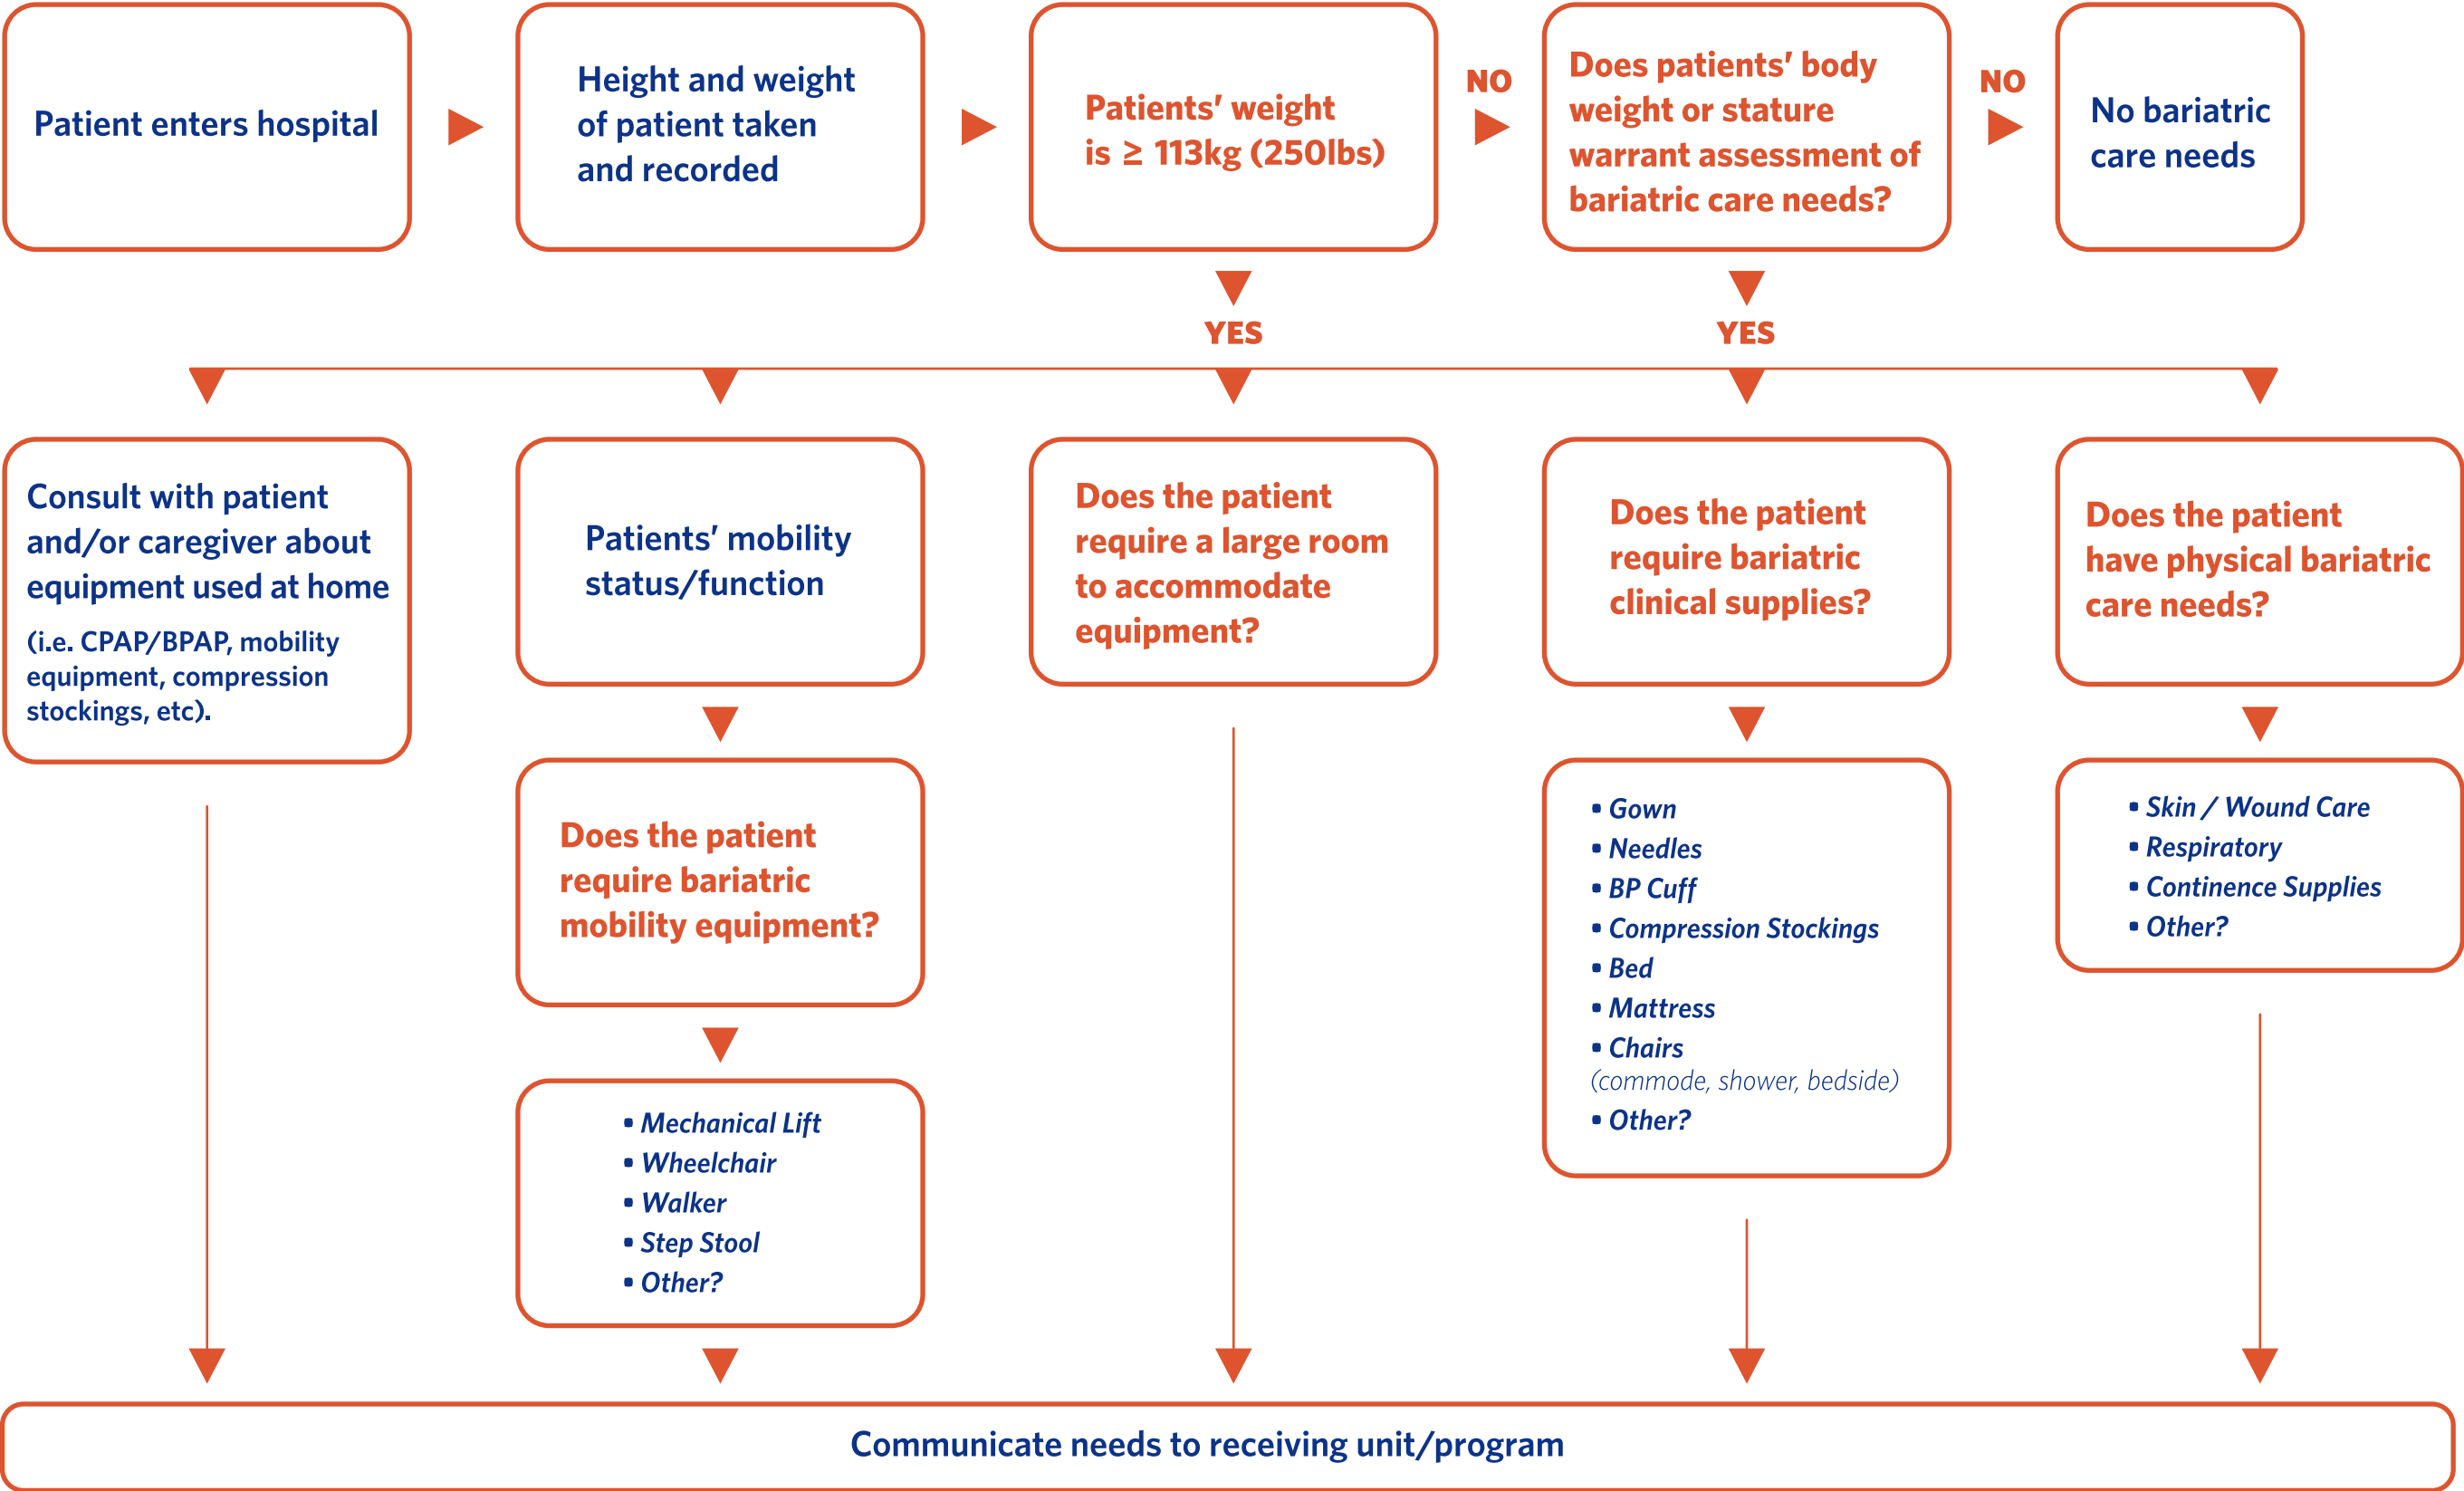 Patient enters hospital
Height and weight
of patient taken
and recorded
Patients’ weight
is ≥ 113kg (250lbs)
NO
Does patients’ body
weight or stature
warrant assessment of
bariatric care needs?
NO
No bariatric
care needs
YES
YES
Consult with patient
and/or caregiver about
equipment used at home
(i.e. CPAP/BPAP, mobility
equipment, compression
stockings, etc).
Patients’ mobility
status/function
Does the patient
require bariatric
mobility equipment?
▪ Mechanical Lift
▪ Wheelchair
▪ Walker
▪ Step Stool
▪ Other?
Does the patient
require a large room
to accommodate
equipment?
Does the patient
require bariatric
clinical supplies?
▪ Gown
▪ Needles
▪ BP Cuff
▪ Compression Stockings
▪ Bed
▪ Mattress
▪ Chairs
(commode, shower, bedside)
▪ Other?
Does the patient
have physical bariatric
care needs?
▪ Skin / Wound Care
▪ Respiratory
▪ Continence Supplies
▪ Other?
Communicate needs to receiving unit/program